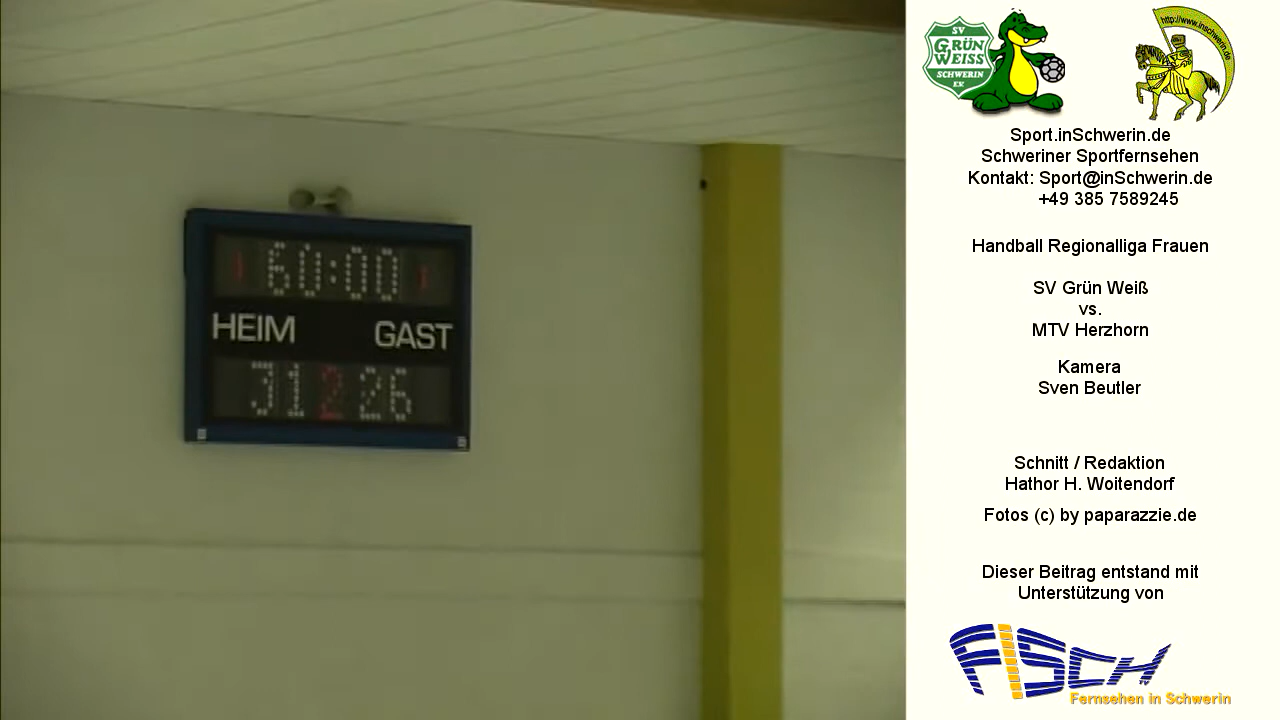 1 60:00 1
HEIM GAST
31 2 26
SV
GRÜN
WEISS
SCHWERIN
E.V.
http://www.inschwerin.de
Sport.inSchwerin.de
Schweriner Sportfernsehen
Kontakt: Sport@inSchwerin.de
+49 385 7589245
Handball Regionalliga Frauen
SV Grün Weiß
vs.
MTV Herzhorn
Kamera
Sven Beutler
Schnitt / Redaktion
Hathor H. Woitendorf
Fotos (c) by paparazzie.de
Dieser Beitrag entstand mit
Unterstützung von
FISCH
TV
Fernsehen in Schwerin